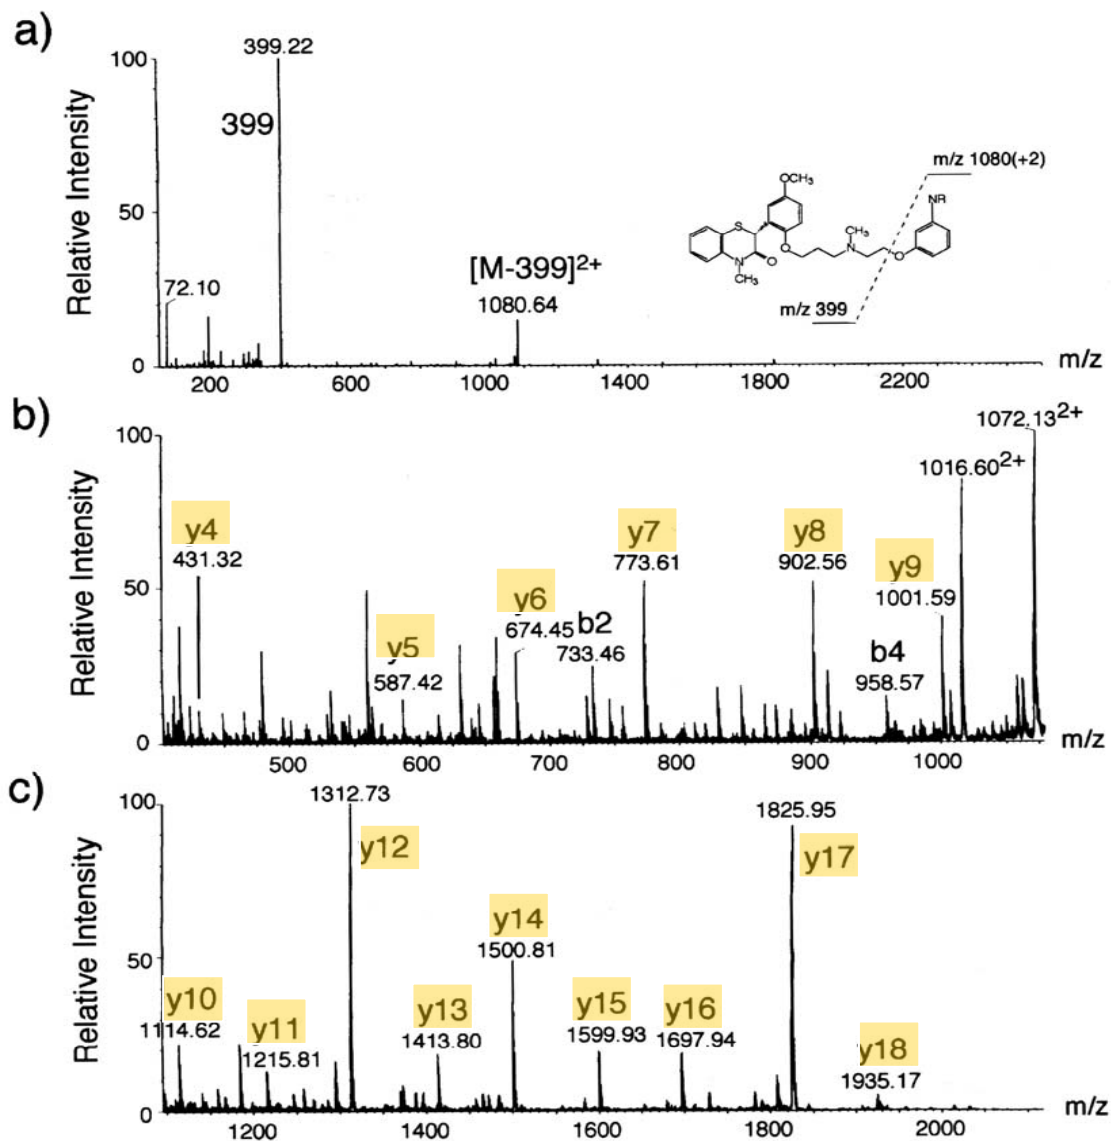 a)
Relative Intensity
100
50
0
399.22
399
72.10
[M-399]2+
1080.64
200
600
1000
1400
1800
2200
m/z
OCH3
S
N
CH3
O
O
CH3
N
O
NR
m/z 1080(+2)
m/z 399
b)
Relative Intensity
100
50
0
y4
431.32
y5
587.42
y6
674.45
b2
733.46
y7
773.61
y8
902.56
b4
958.57
y9
1001.59
1016.60 2+
1072.13 2+
500
600
700
800
900
1000
m/z
c)
Relative Intensity
100
50
0
y10
1114.62
y11
1215.81
1312.73
y12
y13
1413.80
y14
1500.81
y15
1599.93
y16
1697.94
1825.95
y17
y18
1935.17
1200
1400
1600
1800
2000
m/z